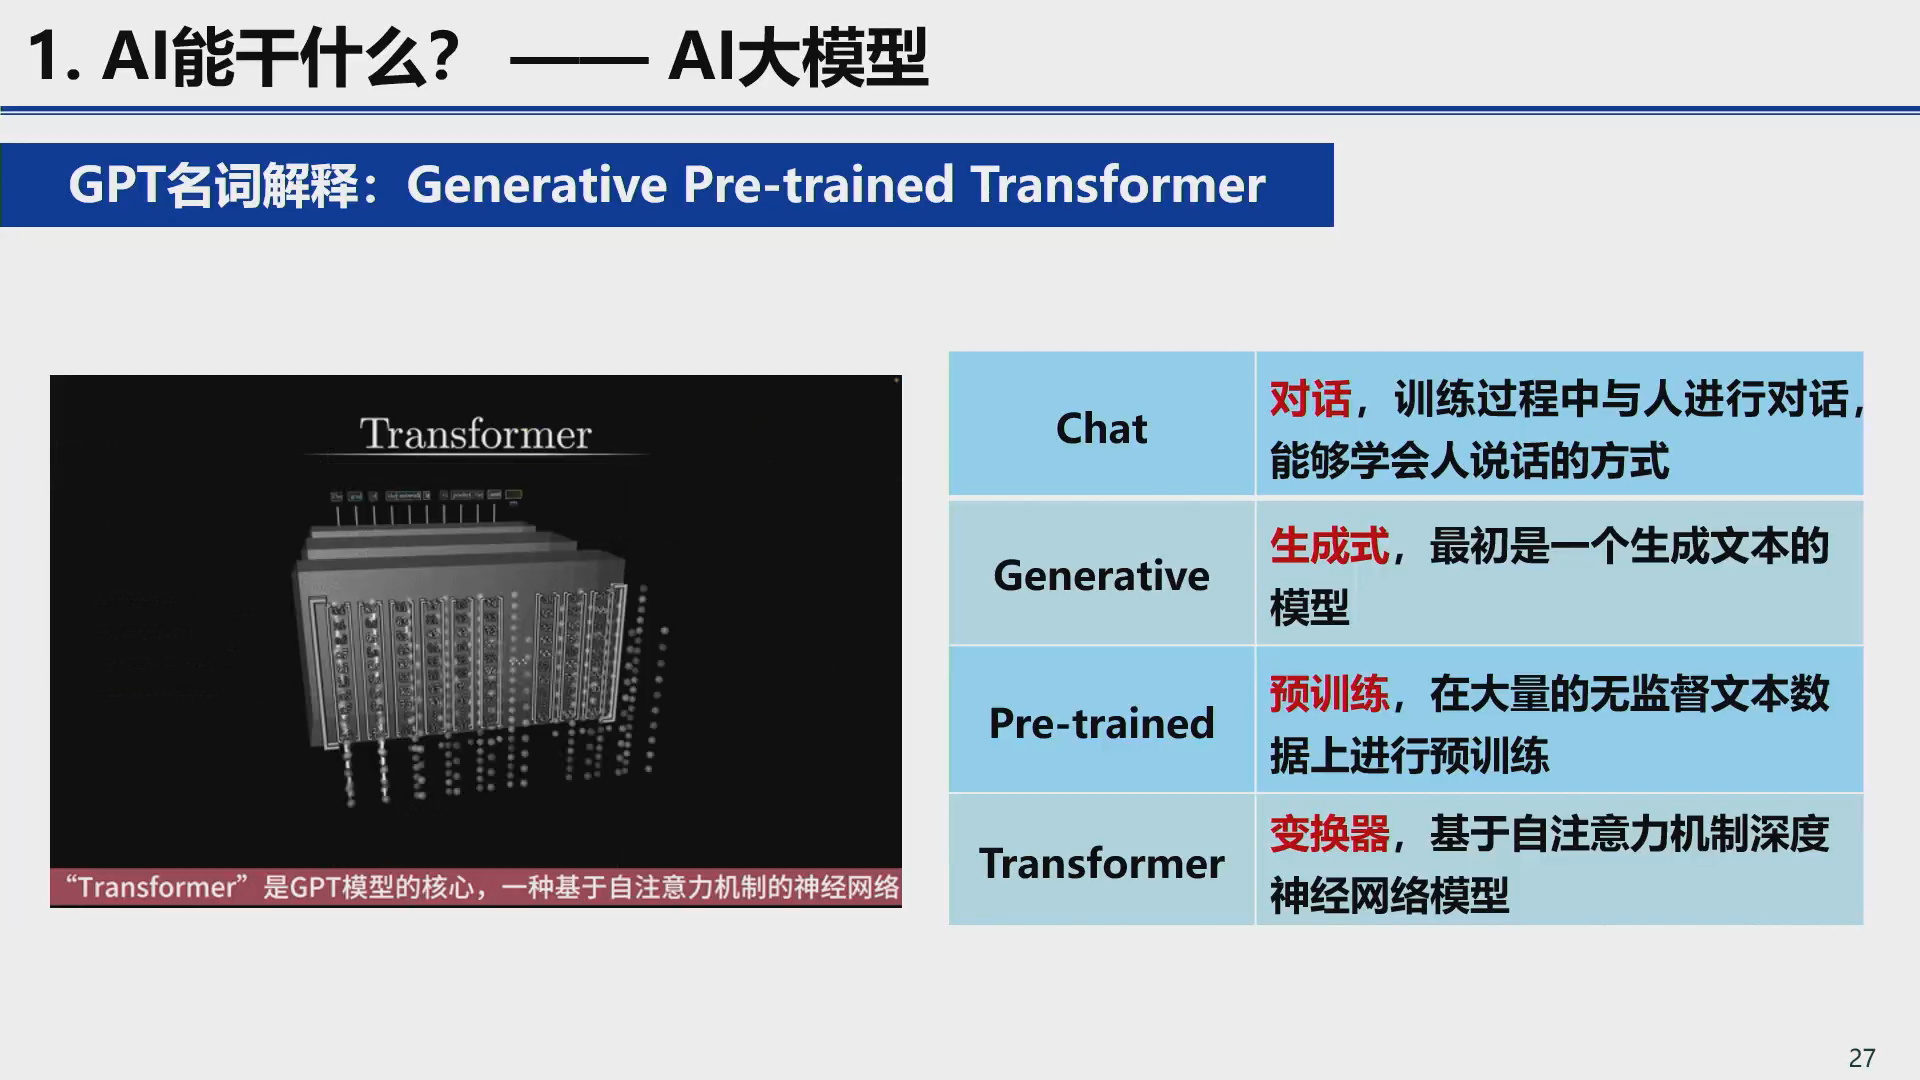 1. AI能干什么？ —— AI大模型
GPT名词解释：Generative Pre-trained Transformer
Transformer
“Transformer”是GPT模型的核心，一种基于自注意力机制的神经网络
Chat
对话，训练过程中与人进行对话，
能够学会人说话的方式
Generative
生成式，最初是一个生成文本的
模型
Pre-trained
预训练，在大量的无监督文本数
据上进行预训练
Transformer
变换器，基于自注意力机制深度
神经网络模型
27